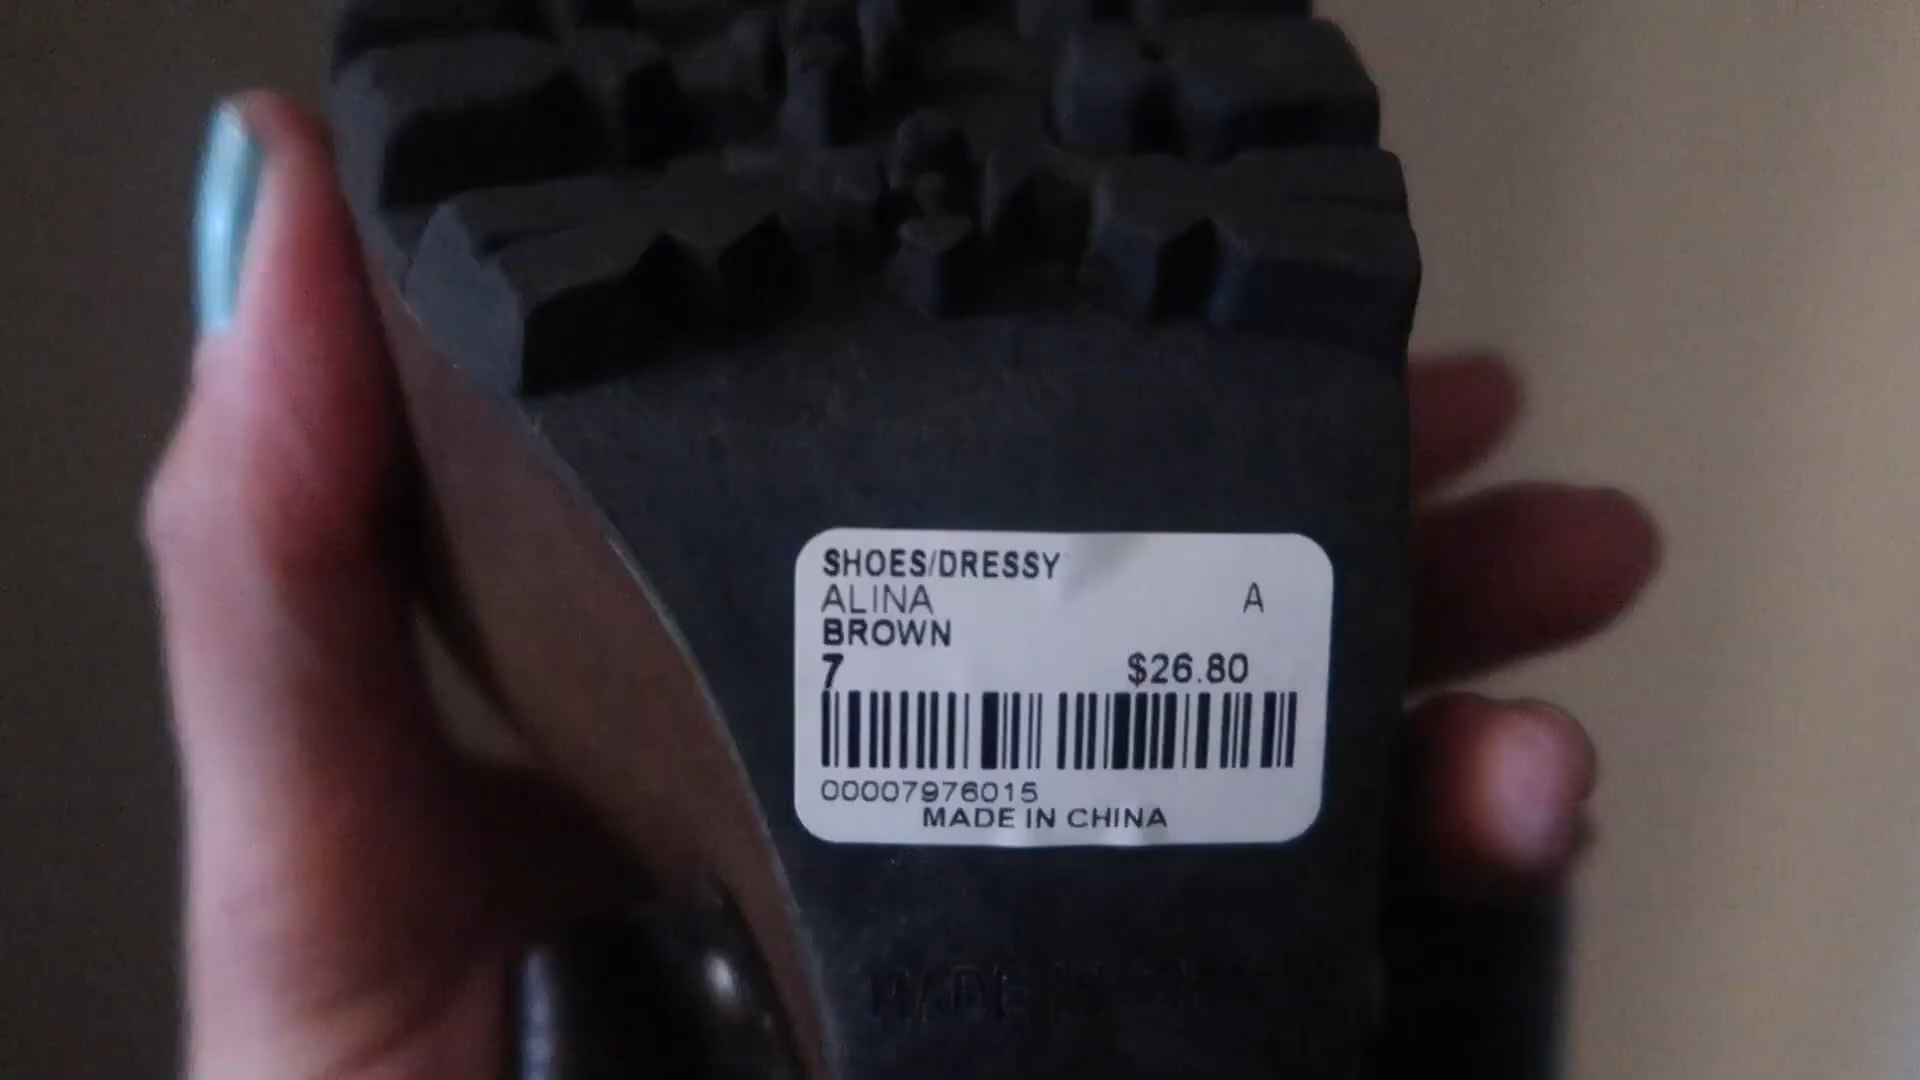 SHOES/DRESSY
ALINA A
BROWN
7 $26.80
00007976015
MADE IN CHINA